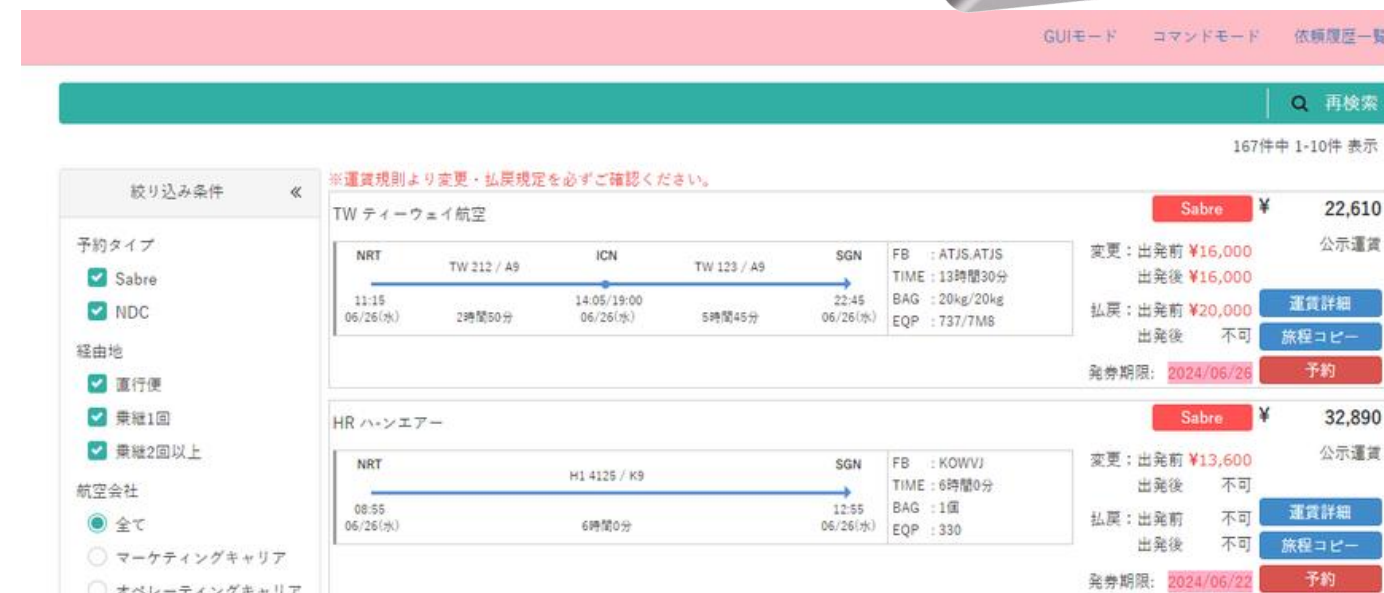 GUIモード コマンドモード 依頼履歴一覧
再検索
167件中 1-10件 表示
絞り込み条件 «
予約タイプ
Sabre
NDC
経由地
直行便
乗継1回
乗継2回以上
航空会社
全て
マーケティングキャリア
オペレーティングキャリア
※運賃規則より変更・払戻規定を必ずご確認ください。
TW ティーウェイ航空
Sabre ¥ 22,610
公示運賃
NRT TW 212 / A9 ICN TW 123 / A9 SGN
11:15 14:05/19:00 22:45
06/26(水) 2時間50分 06/26(水) 5時間45分 06/26(水)
FB : ATJS.ATJS
TIME : 13時間30分
BAG : 20kg/20kg
EQP : 737/7M8
変更：出発前 ¥16,000
出発後 ¥16,000
払戻：出発前 ¥20,000
出発後 不可
発券期限: 2024/06/26
運賃詳細
旅程コピー
予約
HR ハ-ンエアー
Sabre ¥ 32,890
公示運賃
NRT H1 4125 / K9 SGN
08:55 12:55
06/26(水) 6時間0分 06/26(水)
FB : KOWVJ
TIME : 6時間0分
BAG : 1個
EQP : 330
変更：出発前 ¥13,600
出発後 不可
払戻：出発前 不可
出発後 不可
発券期限: 2024/06/22
運賃詳細
旅程コピー
予約